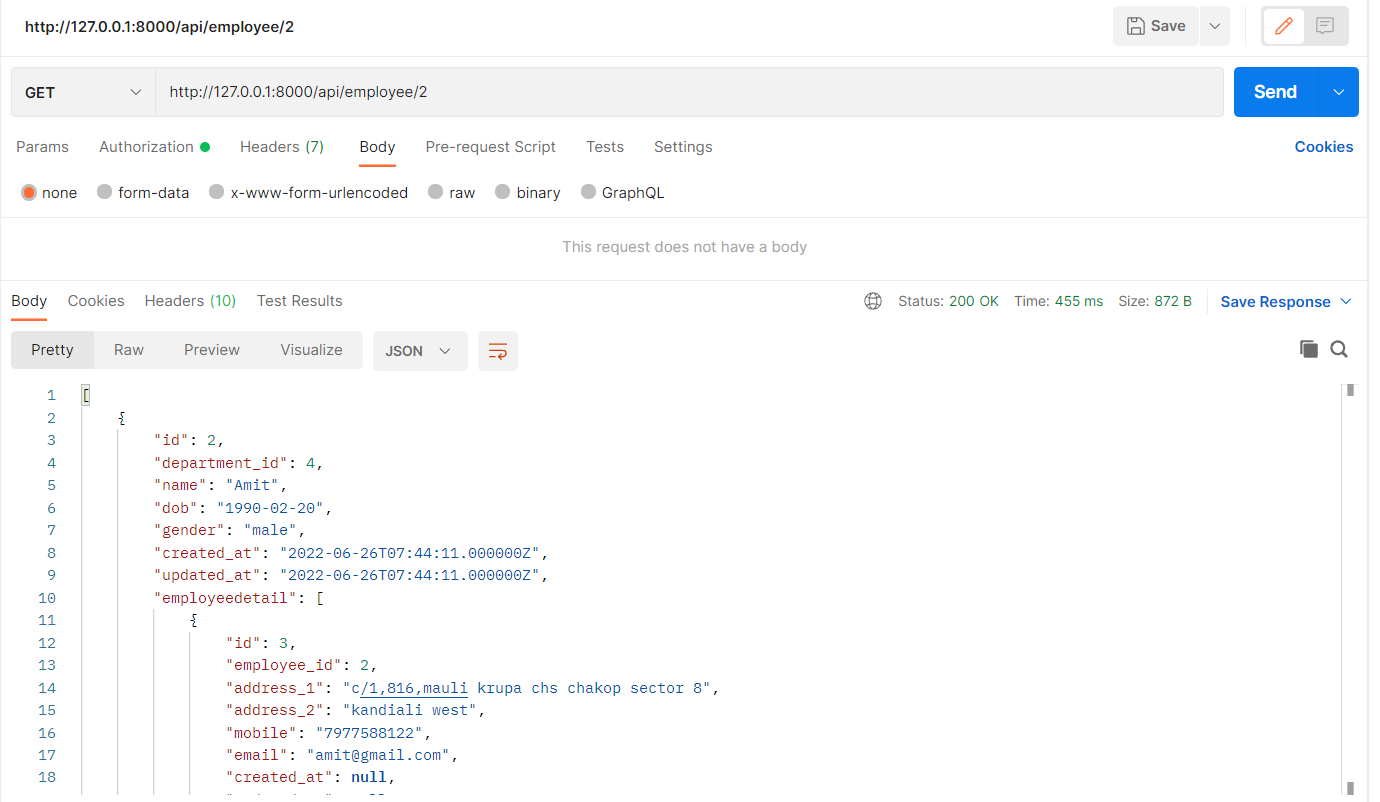 http://127.0.0.1:8000/api/employee/2
Save
GET
http://127.0.0.1:8000/api/employee/2
Send
Params Authorization Headers (7) Body Pre-request Script Tests Settings Cookies
none form-data x-www-form-urlencoded raw binary GraphQL
This request does not have a body
Body Cookies Headers (10) Test Results Status: 200 OK Time: 455 ms Size: 872 B Save Response
Pretty Raw Preview Visualize JSON
1 [
2 {
3 "id": 2,
4 "department_id": 4,
5 "name": "Amit",
6 "dob": "1990-02-20",
7 "gender": "male",
8 "created_at": "2022-06-26T07:44:11.000000Z",
9 "updated_at": "2022-06-26T07:44:11.000000Z",
10 "employeedetail": [
11 {
12 "id": 3,
13 "employee_id": 2,
14 "address_1": "c/1,816,mauli krupa chs chakop sector 8",
15 "address_2": "kandiali west",
16 "mobile": "7977588122",
17 "email": "amit@gmail.com",
18 "created_at": null,